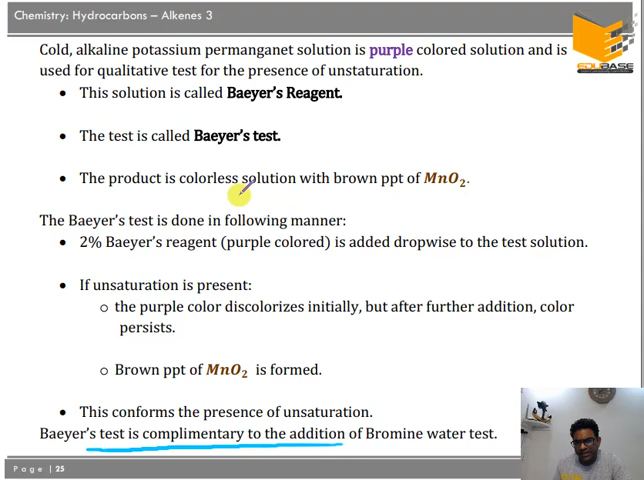 Chemistry: Hydrocarbons – Alkenes 3
Cold, alkaline potassium permanganet solution is purple colored solution and is
used for qualitative test for the presence of unstaturation.
• This solution is called Baeyer's Reagent.
• The test is called Baeyer's test.
• The product is colorless solution with brown ppt of MnO₂.
The Baeyer's test is done in following manner:
• 2% Baeyer's reagent (purple colored) is added dropwise to the test solution.
• If unsaturation is present:
o the purple color discolorizes initially, but after further addition, color
persists.
o Brown ppt of MnO₂ is formed.
• This conforms the presence of unsaturation.
Baeyer's test is complimentary to the addition of Bromine water test.
Page | 25
EDUBASE